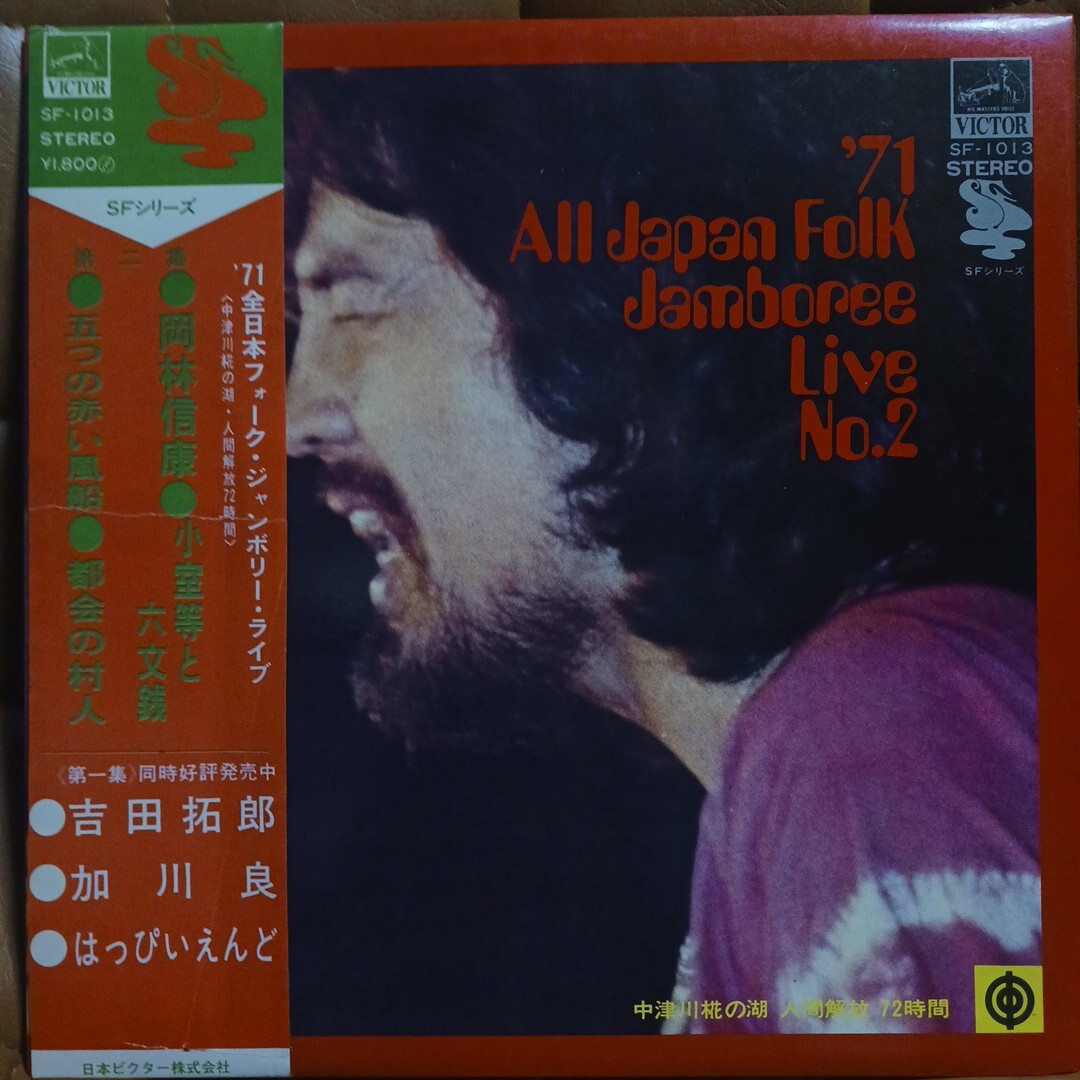 VICTOR
SF-1013
STEREO
¥1,800
SFシリーズ
'71全日本フォーク・ジャンボリー・ライブ
〈中津川椛の湖・人間解放72時間〉
第二集
●岡林信康●小室等と
六文銭
●五つの赤い風船●都会の村人
《第一集》同時好評発売中
●吉田拓郎
●加川良
●はっぴいえんど
日本ビクター株式会社
'71
All Japan Folk
Jamboree
Live
No.2
HIS MASTERS VOICE
VICTOR
SF-1013
STEREO
SFシリーズ
中津川椛の湖 人間解放 72時間